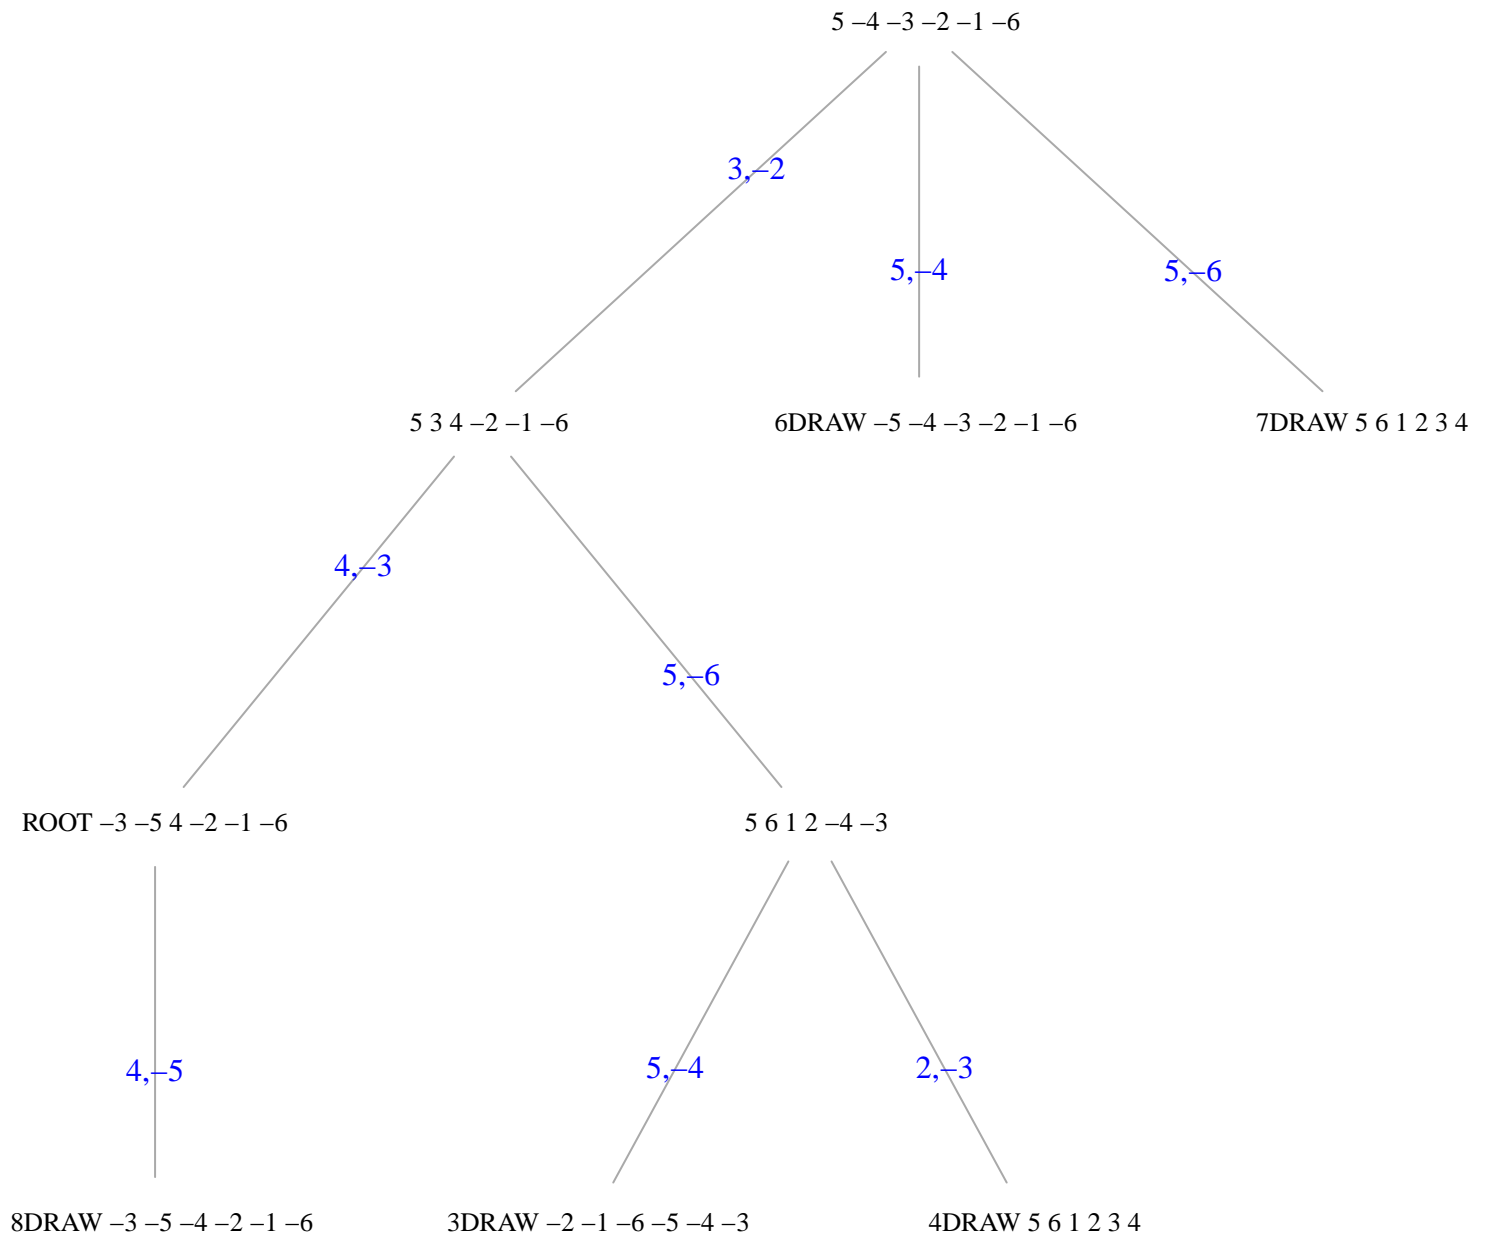 5 –4 –3 –2 –1 –6
3,–2
5,–4
5,–6
5 3 4 –2 –1 –6
6DRAW –5 –4 –3 –2 –1 –6
7DRAW 5 6 1 2 3 4
4,–3
5,–6
ROOT –3 –5 4 –2 –1 –6
5 6 1 2 –4 –3
4,–5
5,–4
2,–3
8DRAW –3 –5 –4 –2 –1 –6
3DRAW –2 –1 –6 –5 –4 –3
4DRAW 5 6 1 2 3 4